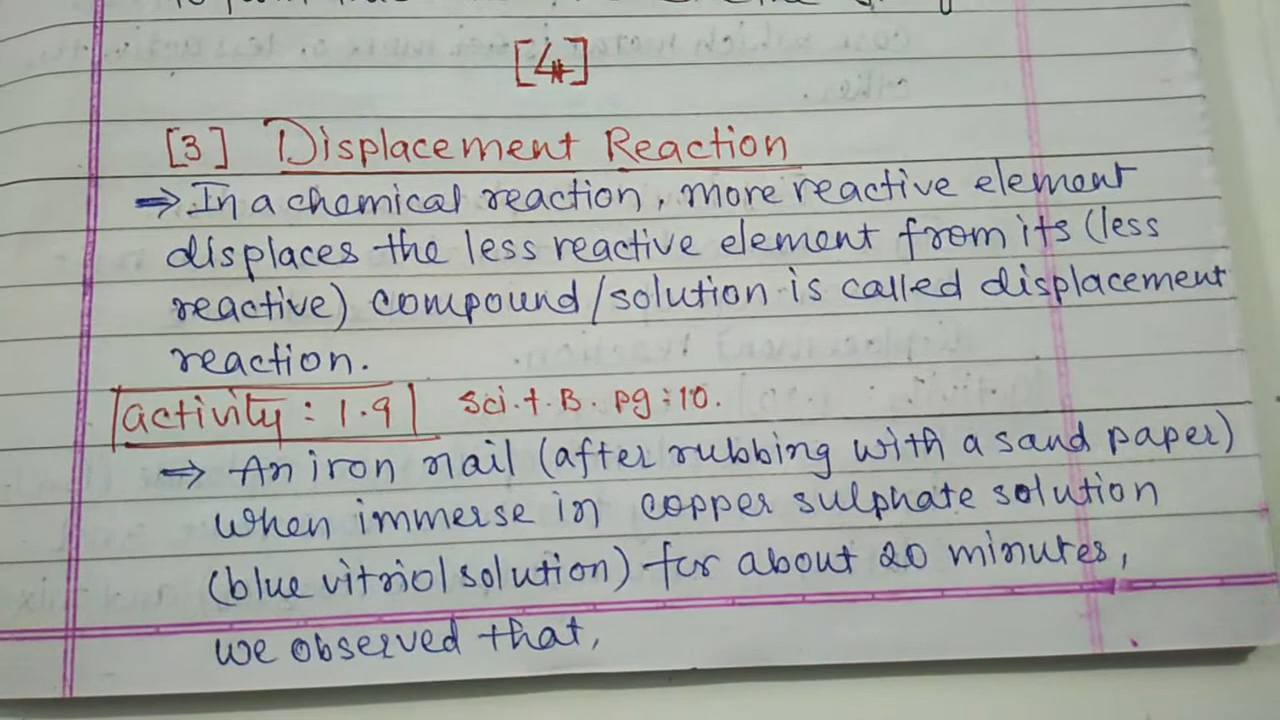 [4]
[3] Displacement Reaction
⇒ In a chemical reaction, more reactive element
displaces the less reactive element from its (less
reactive) compound/solution is called displacement
reaction.
activity : 1.9 Sci. t. B. pg : 10.
⇒ An iron nail (after rubbing with a sand paper)
when immerse in copper sulphate solution
(blue vitriol solution) for about 20 minutes,
we observed that,